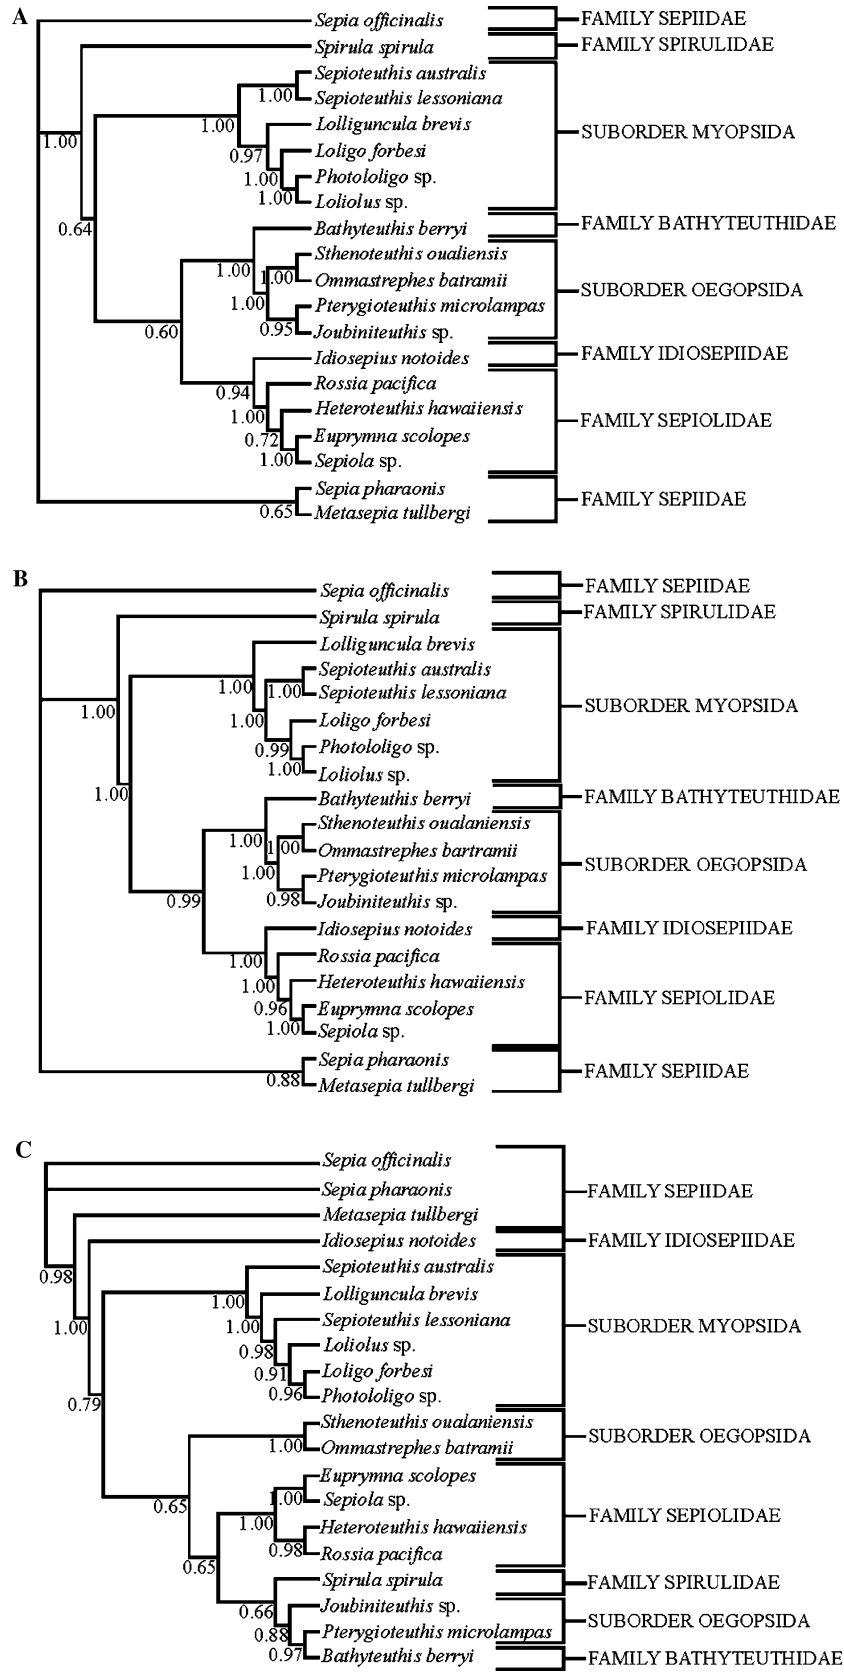 A
Sepia officinalis FAMILY SEPIIDAE
Spirula spirula FAMILY SPIRULIDAE
Sepioteuthis australis
1.00 Sepioteuthis lessoniana
1.00 Lolliguncula brevis SUBORDER MYOPSIDA
1.00
0.97 Loligo forbesi
1.00 Photololigo sp.
1.00 Loliolus sp.
0.64 Bathyteuthis berryi FAMILY BATHYTEUTHIDAE
Sthenoteuthis oualiensis
1.00 1.00 Ommastrephes batramii SUBORDER OEGOPSIDA
1.00 Pterygioteuthis microlampas
0.60 0.95 Joubiniteuthis sp.
Idiosepius notoides FAMILY IDIOSEPIIDAE
0.94 Rossia pacifica
1.00 Heteroteuthis hawaiiensis FAMILY SEPIOLIDAE
0.72 Euprymna scolopes
1.00 Sepiola sp.
Sepia pharaonis FAMILY SEPIIDAE
0.65 Metasepia tullbergi
B
Sepia officinalis FAMILY SEPIIDAE
Spirula spirula FAMILY SPIRULIDAE
Lolliguncula brevis
Sepioteuthis australis
1.00 1.00 Sepioteuthis lessoniana SUBORDER MYOPSIDA
1.00 1.00 Loligo forbesi
0.99 Photololigo sp.
1.00 Loliolus sp.
1.00 Bathyteuthis berryi FAMILY BATHYTEUTHIDAE
Sthenoteuthis oualaniensis
1.00 1.00 Ommastrephes bartramii SUBORDER OEGOPSIDA
1.00 Pterygioteuthis microlampas
0.99 0.98 Joubiniteuthis sp.
Idiosepius notoides FAMILY IDIOSEPIIDAE
1.00 Rossia pacifica
1.00 Heteroteuthis hawaiiensis FAMILY SEPIOLIDAE
0.96 Euprymna scolopes
1.00 Sepiola sp.
Sepia pharaonis FAMILY SEPIIDAE
0.88 Metasepia tullbergi
C
Sepia officinalis
Sepia pharaonis FAMILY SEPIIDAE
Metasepia tullbergi
Idiosepius notoides FAMILY IDIOSEPIIDAE
0.98 Sepioteuthis australis
1.00 Lolliguncula brevis
1.00 1.00 Sepioteuthis lessoniana SUBORDER MYOPSIDA
0.98 Loliolus sp.
0.91 Loligo forbesi
0.79 0.96 Photololigo sp.
Sthenoteuthis oualaniensis SUBORDER OEGOPSIDA
1.00 Ommastrephes batramii
Euprymna scolopes
0.65 1.00 Sepiola sp. FAMILY SEPIOLIDAE
1.00 Heteroteuthis hawaiiensis
0.98 Rossia pacifica
0.65 Spirula spirula FAMILY SPIRULIDAE
0.66 Joubiniteuthis sp. SUBORDER OEGOPSIDA
0.88 Pterygioteuthis microlampas
0.97 Bathyteuthis berryi FAMILY BATHYTEUTHIDAE